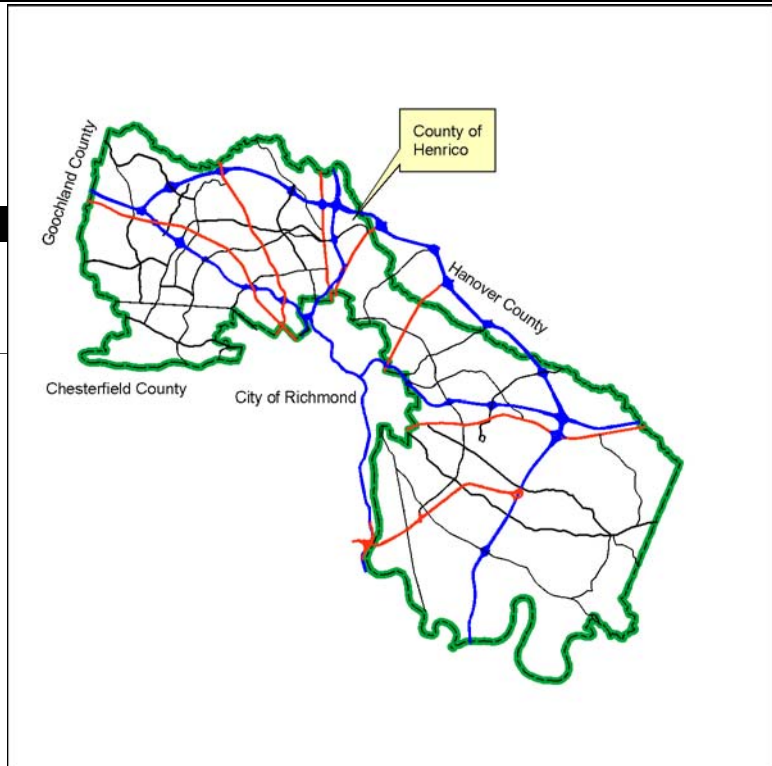 County of
Henrico
Goochland County
Hanover County
Chesterfield County
City of Richmond